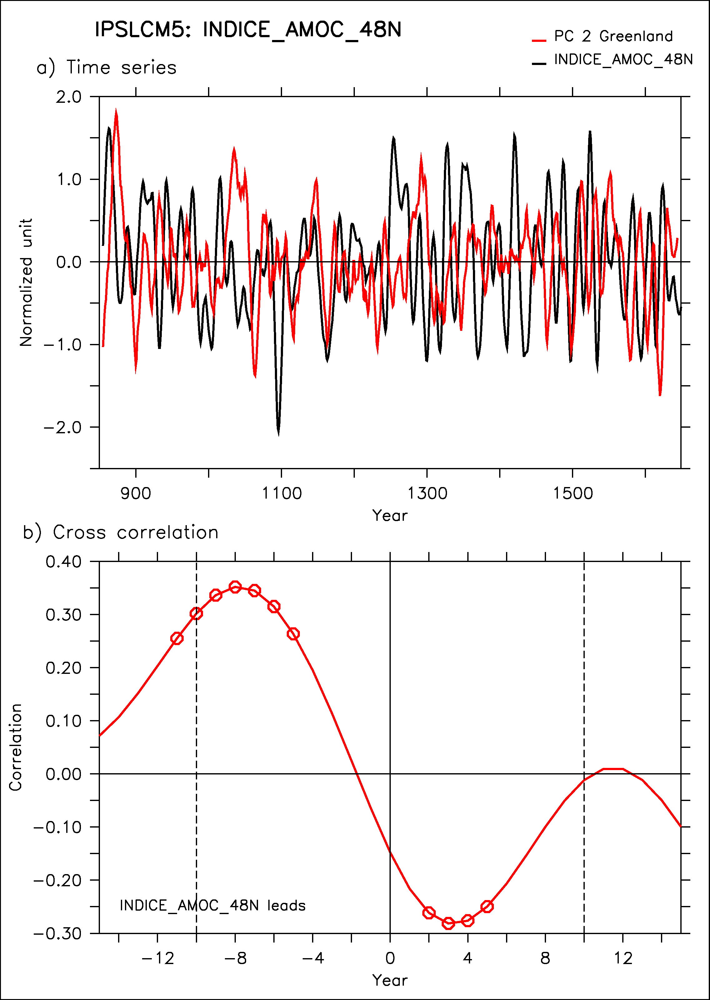 IPSLCM5: INDICE_AMOC_48N
PC 2 Greenland
INDICE_AMOC_48N
a) Time series
2.0
1.0
0.0
−1.0
−2.0
Normalized unit
900 1100 1300 1500
Year
b) Cross correlation
0.40
0.30
0.20
0.10
0.00
−0.10
−0.20
−0.30
Correlation
INDICE_AMOC_48N leads
−12 −8 −4 0 4 8 12
Year